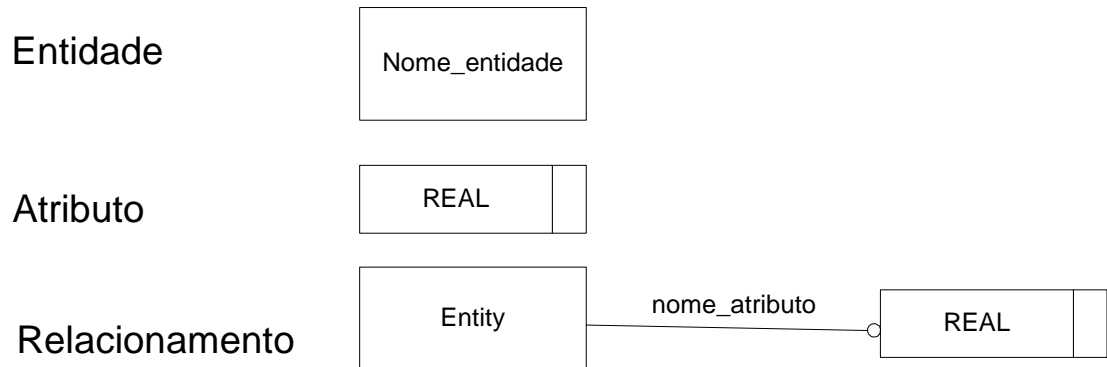 Entidade
Nome_entidade
Atributo
REAL
Relacionamento
Entity
nome_atributo
REAL